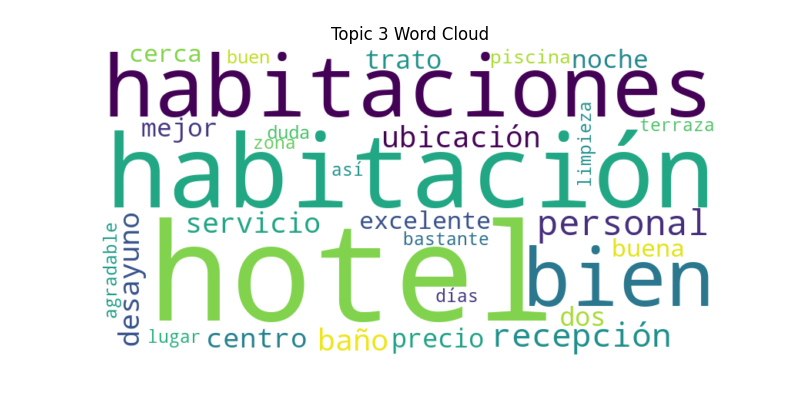 Topic 3 Word Cloud
cerca buen trato piscina noche
habitaciones
mejor duda zona ubicación limpieza terraza
habitación
así
servicio excelente personal
bastante buena
agradable desayuno hotel bien
días
dos
lugar centro baño precio recepción